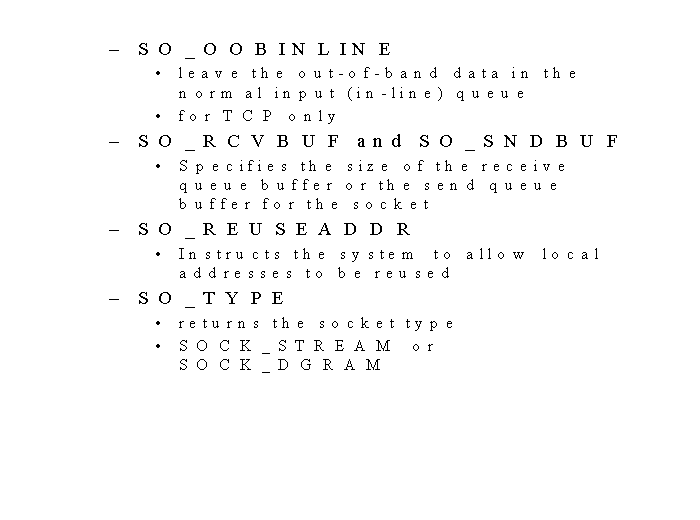 – SO_OOBINLINE
• leave the out-of-band data in the
normal input (in-line) queue
• for TCP only
– SO_RCVBUF and SO_SNDBUF
• Specifies the size of the receive
queue buffer or the send queue
buffer for the socket
– SO_REUSEADDR
• Instructs the system to allow local
addresses to be reused
– SO_TYPE
• returns the socket type
• SOCK_STREAM or
SOCK_DGRAM